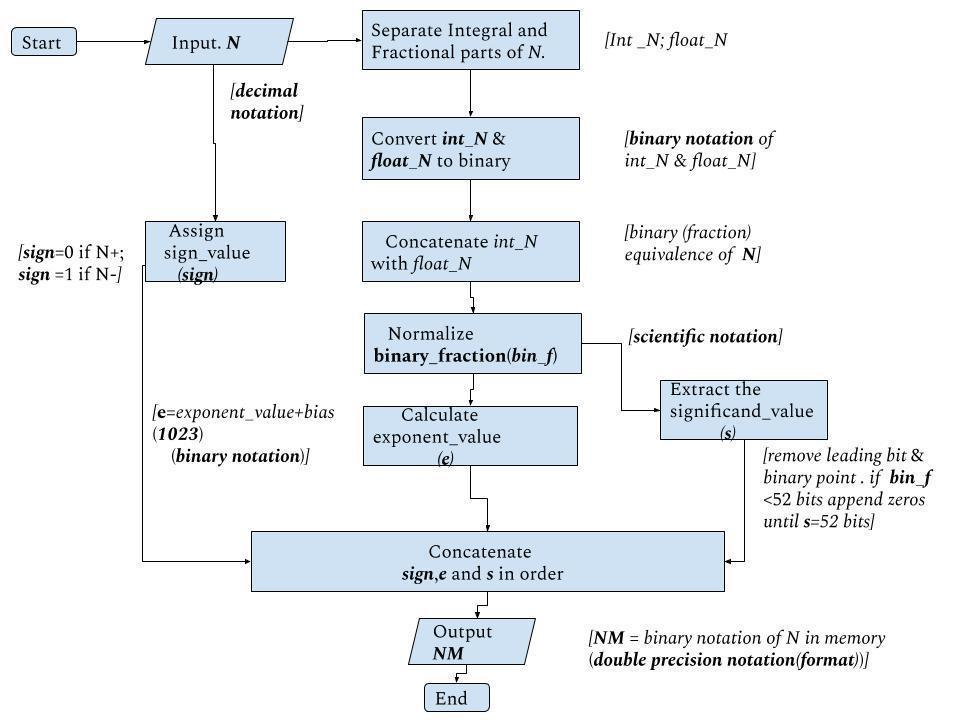 Start
Input. N
Separate Integral and
Fractional parts of N.
[Int _N; float_N
[decimal
notation]
Convert int_N &
float_N to binary
[binary notation of
int_N & float_N]
[sign=0 if N+;
sign =1 if N-]
Assign
sign_value
(sign)
Concatenate int_N
with float_N
[binary (fraction)
equivalence of N]
Normalize
binary_fraction(bin_f)
[scientific notation]
[e=exponent_value+bias
(1023)
(binary notation)]
Calculate
exponent_value
(e)
Extract the
significand_value
(s)
[remove leading bit &
binary point . if bin_f
<52 bits append zeros
until s=52 bits]
Concatenate
sign,e and s in order
Output
NM
[NM = binary notation of N in memory
(double precision notation(format))]
End